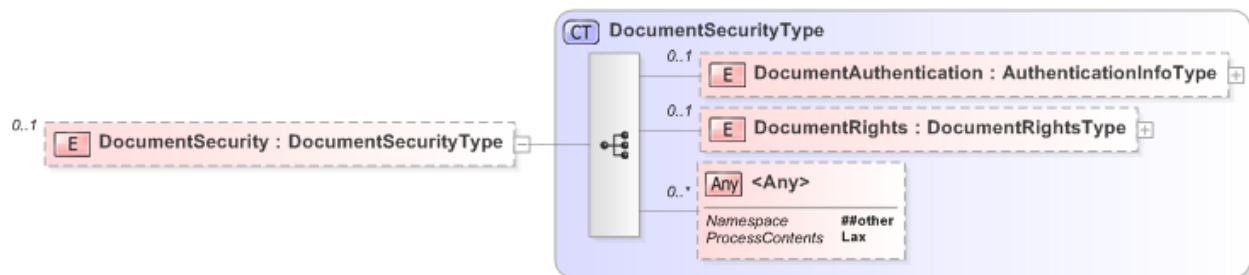 CT DocumentSecurityType
0..1
E DocumentAuthentication : AuthenticationInfoType
0..1
E DocumentRights : DocumentRightsType
0..1
E DocumentSecurity : DocumentSecurityType
0..*
Any <Any>
Namespace ##other
ProcessContents Lax